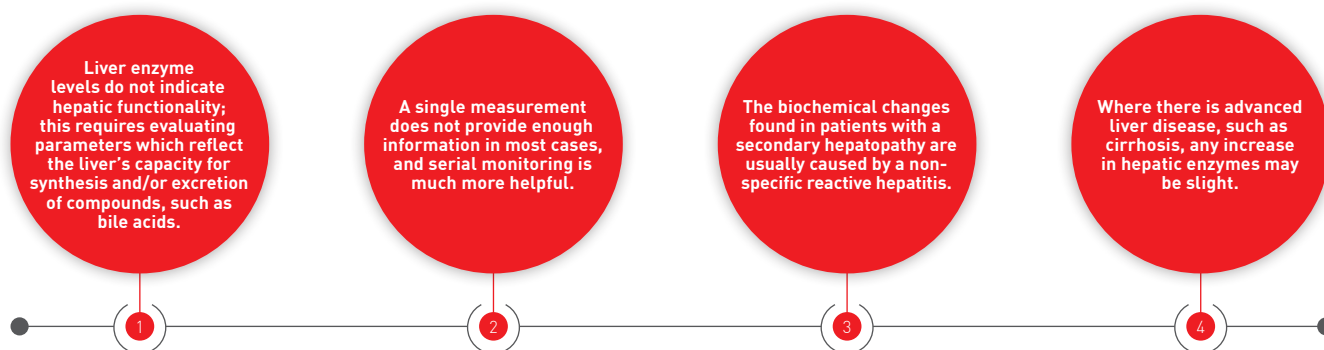 Liver enzyme
levels do not indicate
hepatic functionality;
this requires evaluating
parameters which reflect
the liver's capacity for
synthesis and/or excretion
of compounds, such as
bile acids.
A single measurement
does not provide enough
information in most cases,
and serial monitoring is
much more helpful.
The biochemical changes
found in patients with a
secondary hepatopathy are
usually caused by a non-
specific reactive hepatitis.
Where there is advanced
liver disease, such as
cirrhosis, any increase
in hepatic enzymes may
be slight.
1
2
3
4